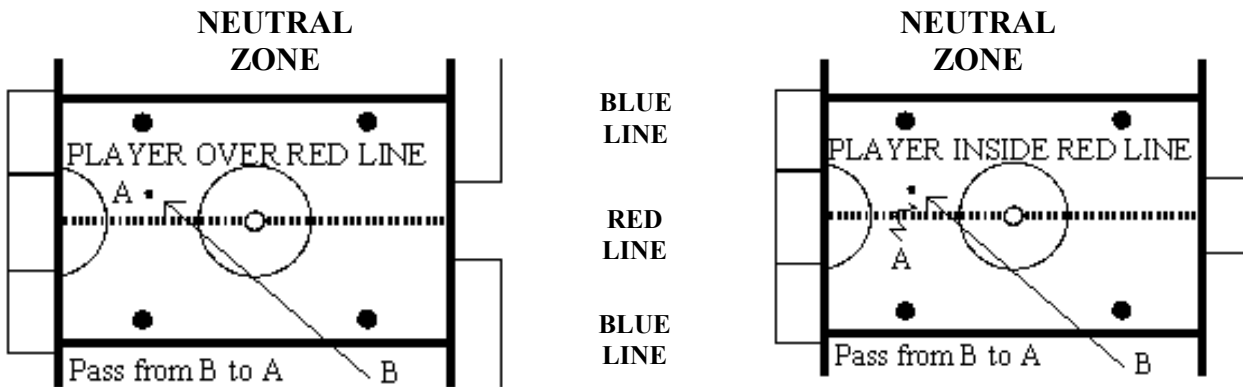 NEUTRAL
ZONE
PLAYER OVER RED LINE
A
Pass from B to A
B
BLUE
LINE
RED
LINE
BLUE
LINE
NEUTRAL
ZONE
PLAYER INSIDE RED LINE
A
Pass from B to A
B